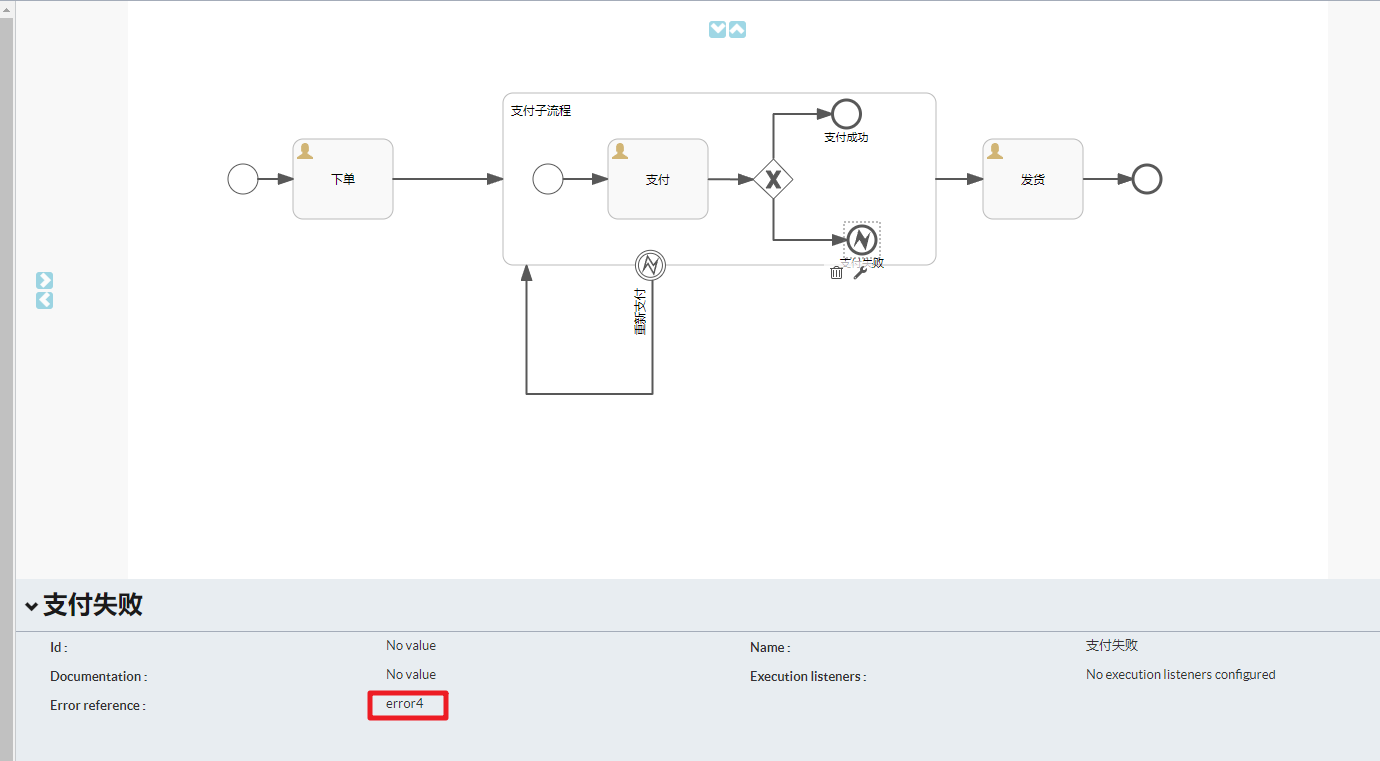 支付子流程
支付成功
下单
支付
发货
支付失败
重新支付
支付失败
Id : No value
Name : 支付失败
Documentation : No value
Execution listeners : No execution listeners configured
Error reference : error4